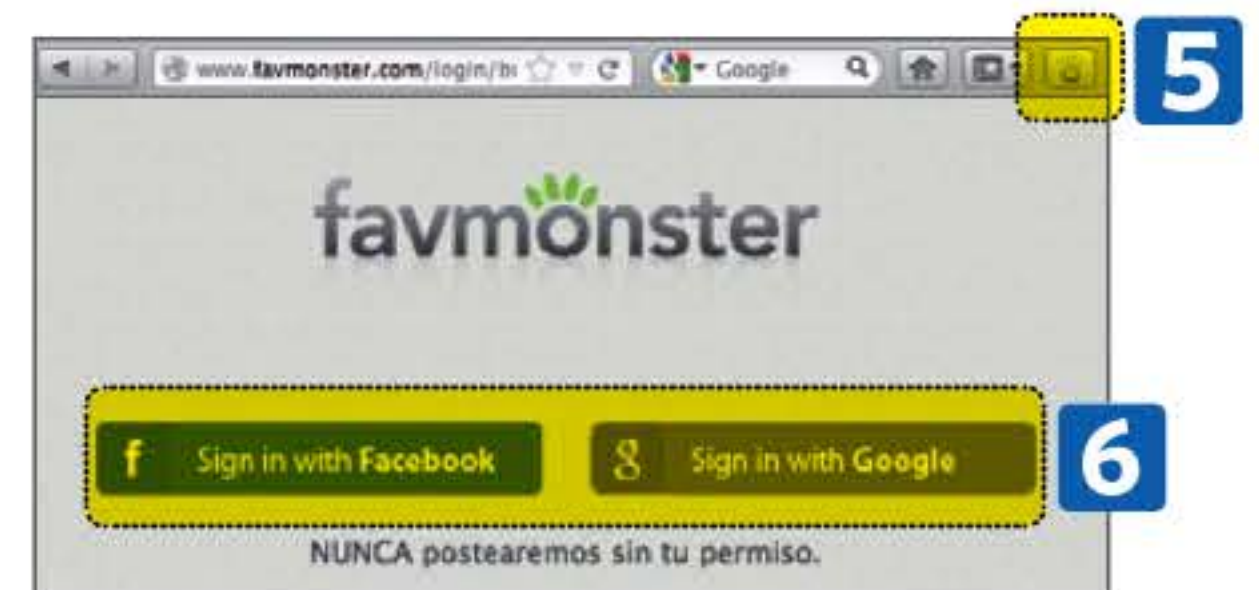 www.favmonster.com/login/b
Google
5
favmonster
f Sign in with Facebook
g Sign in with Google
6
NUNCA postearemos sin tu permiso.